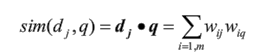 sim(d_j, q) = d_j • q = ∑_{i=1,m} w_{ij} w_{iq}